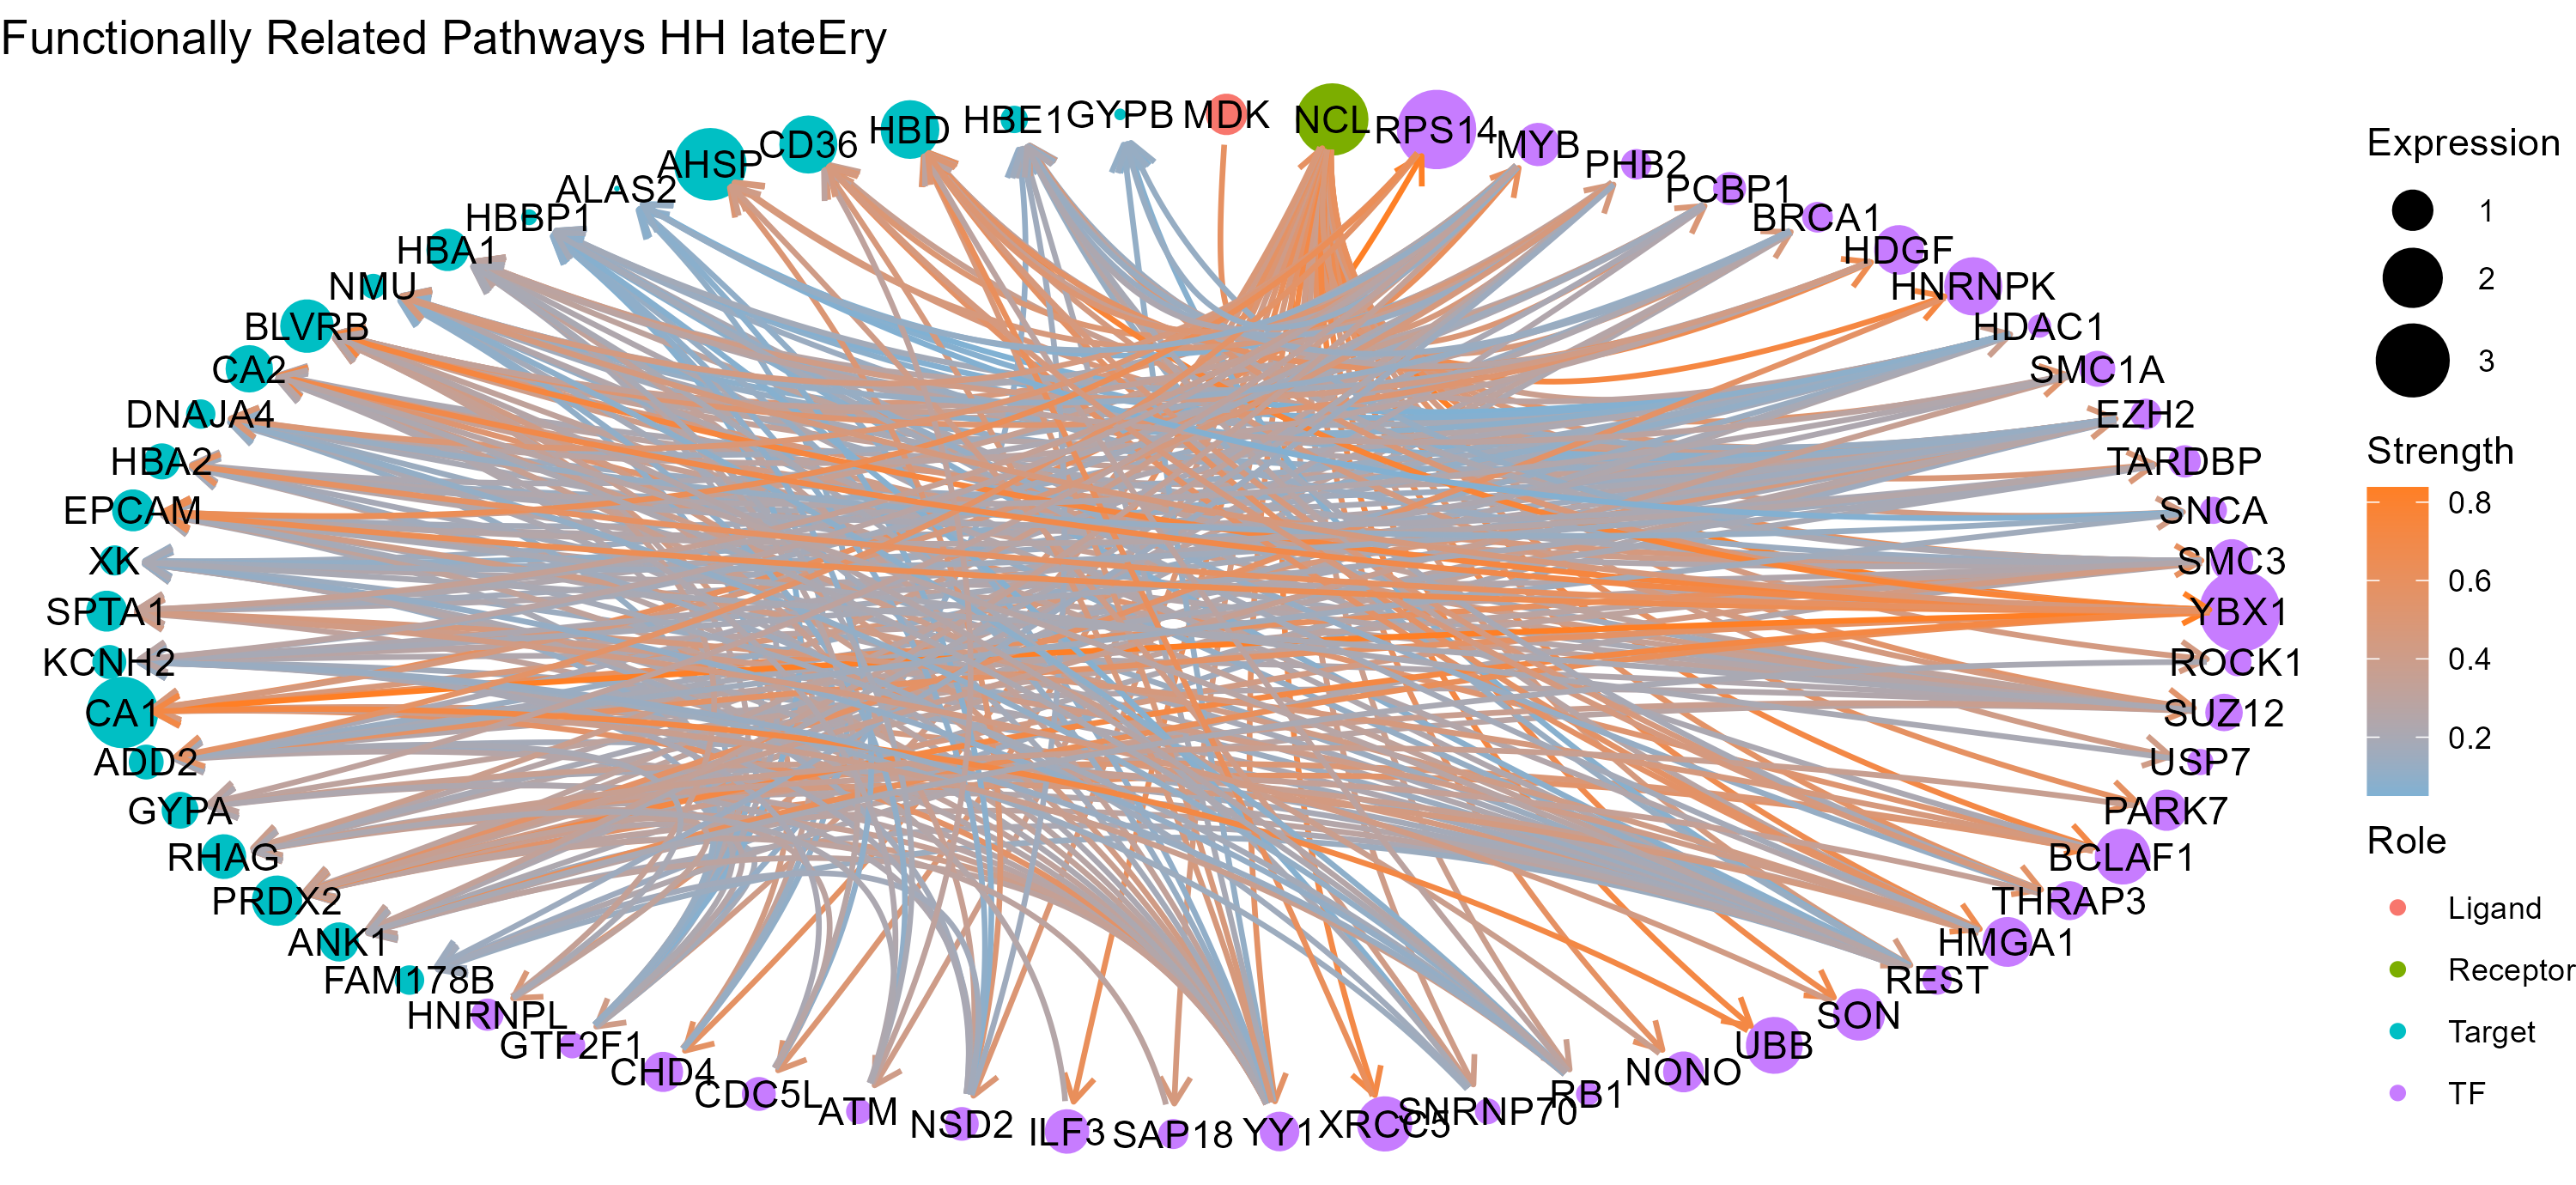 Functionally Related Pathways HH lateEry
MDK
NCL
RPS14
MYB
PHB2
PCBP1
BRCA1
HDGF
HNRNPK
HDAC1
SMC1A
EZH2
TARDBP
SNCA
SMC3
YBX1
ROCK1
SUZ12
USP7
PARK7
BCLAF1
THRAP3
HMGA1
REST
SON
UBB
NONO
RB1
SNRNP70
XRCC5
YY1
SAP18
ILF3
NSD2
ATM
CDC5L
CHD4
GTF2F1
HNRNPL
FAM178B
ANK1
PRDX2
RHAG
GYPA
ADD2
CA1
KCNH2
SPTA1
XK
EPCAM
HBA2
DNAJA4
CA2
BLVRB
NMU
HBA1
HBBP1
ALAS2
AHSP
CD36
HBD
HBE1
GYPB
Expression
1
2
3
Strength
0.8
0.6
0.4
0.2
Role
Ligand
Receptor
Target
TF